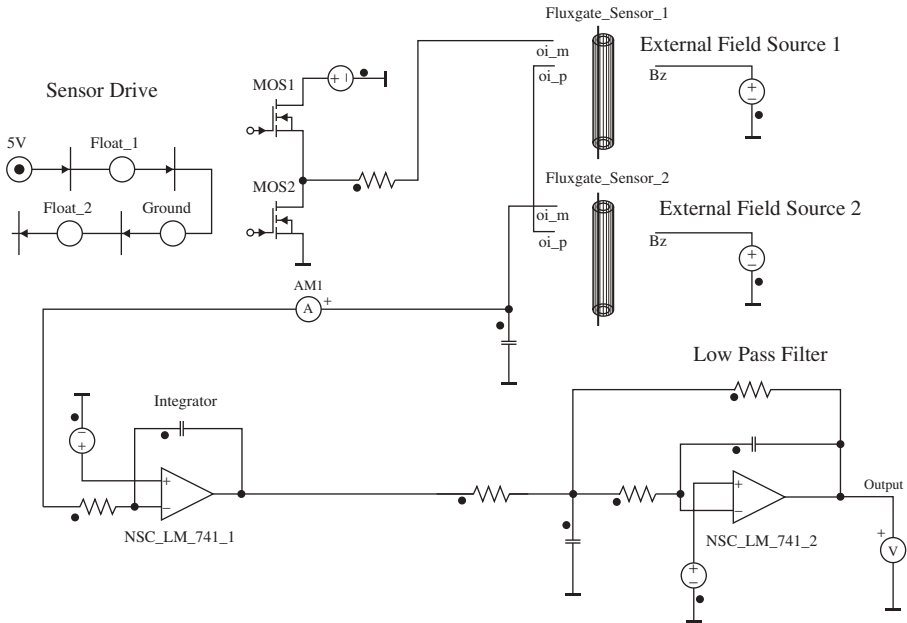 Fluxgate_Sensor_1
oi_m
oi_p
External Field Source 1
Bz
+
−
Sensor Drive
MOS1
+ −
5V
Float_1
MOS2
Float_2
Ground
Fluxgate_Sensor_2
oi_m
oi_p
External Field Source 2
Bz
+
−
AM1
A
+
Low Pass Filter
Integrator
−
+
+
−
NSC_LM_741_1
+
−
NSC_LM_741_2
+
−
Output
+
V